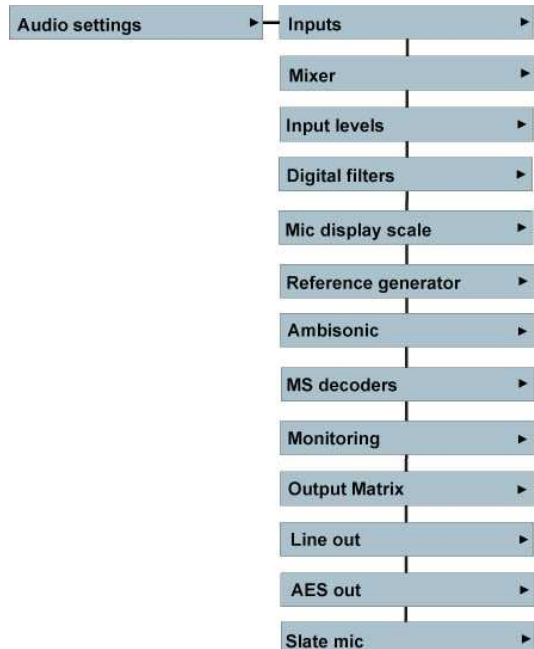 Audio settings
Inputs
Mixer
Input levels
Digital filters
Mic display scale
Reference generator
Ambisonic
MS decoders
Monitoring
Output Matrix
Line out
AES out
Slate mic